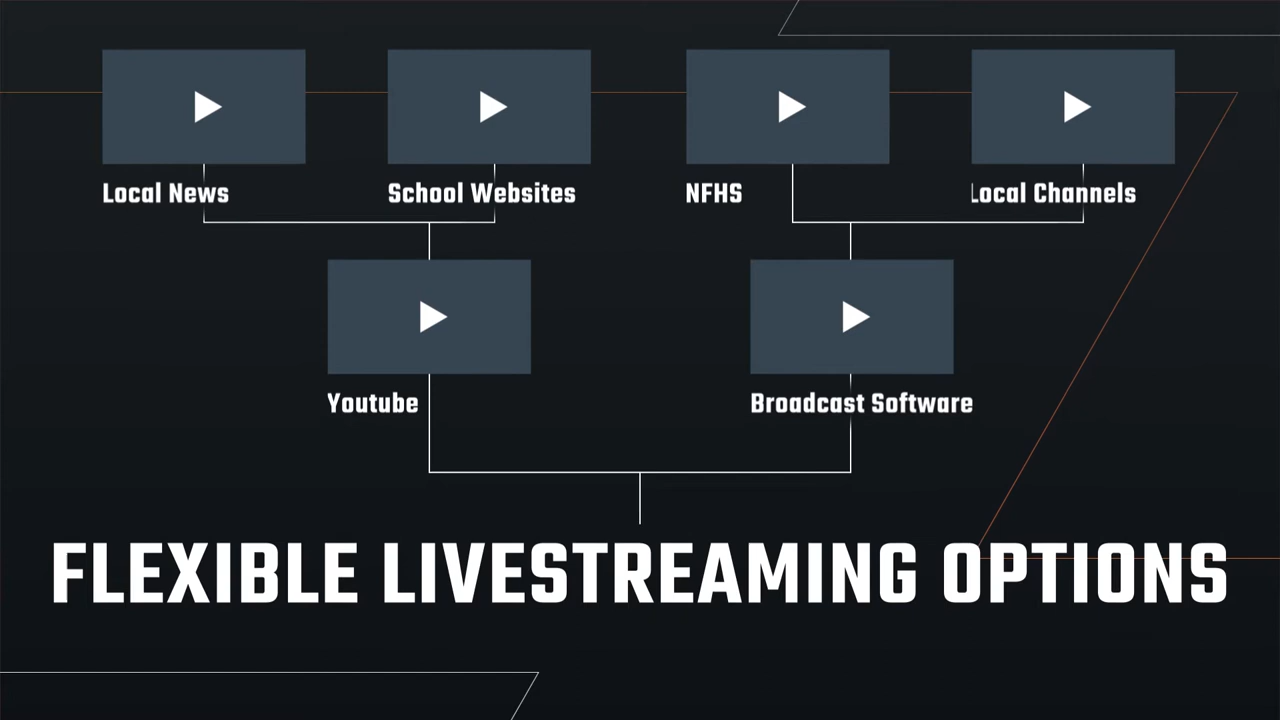 Local News
School Websites
NFHS
Local Channels
Youtube
Broadcast Software
FLEXIBLE LIVESTREAMING OPTIONS